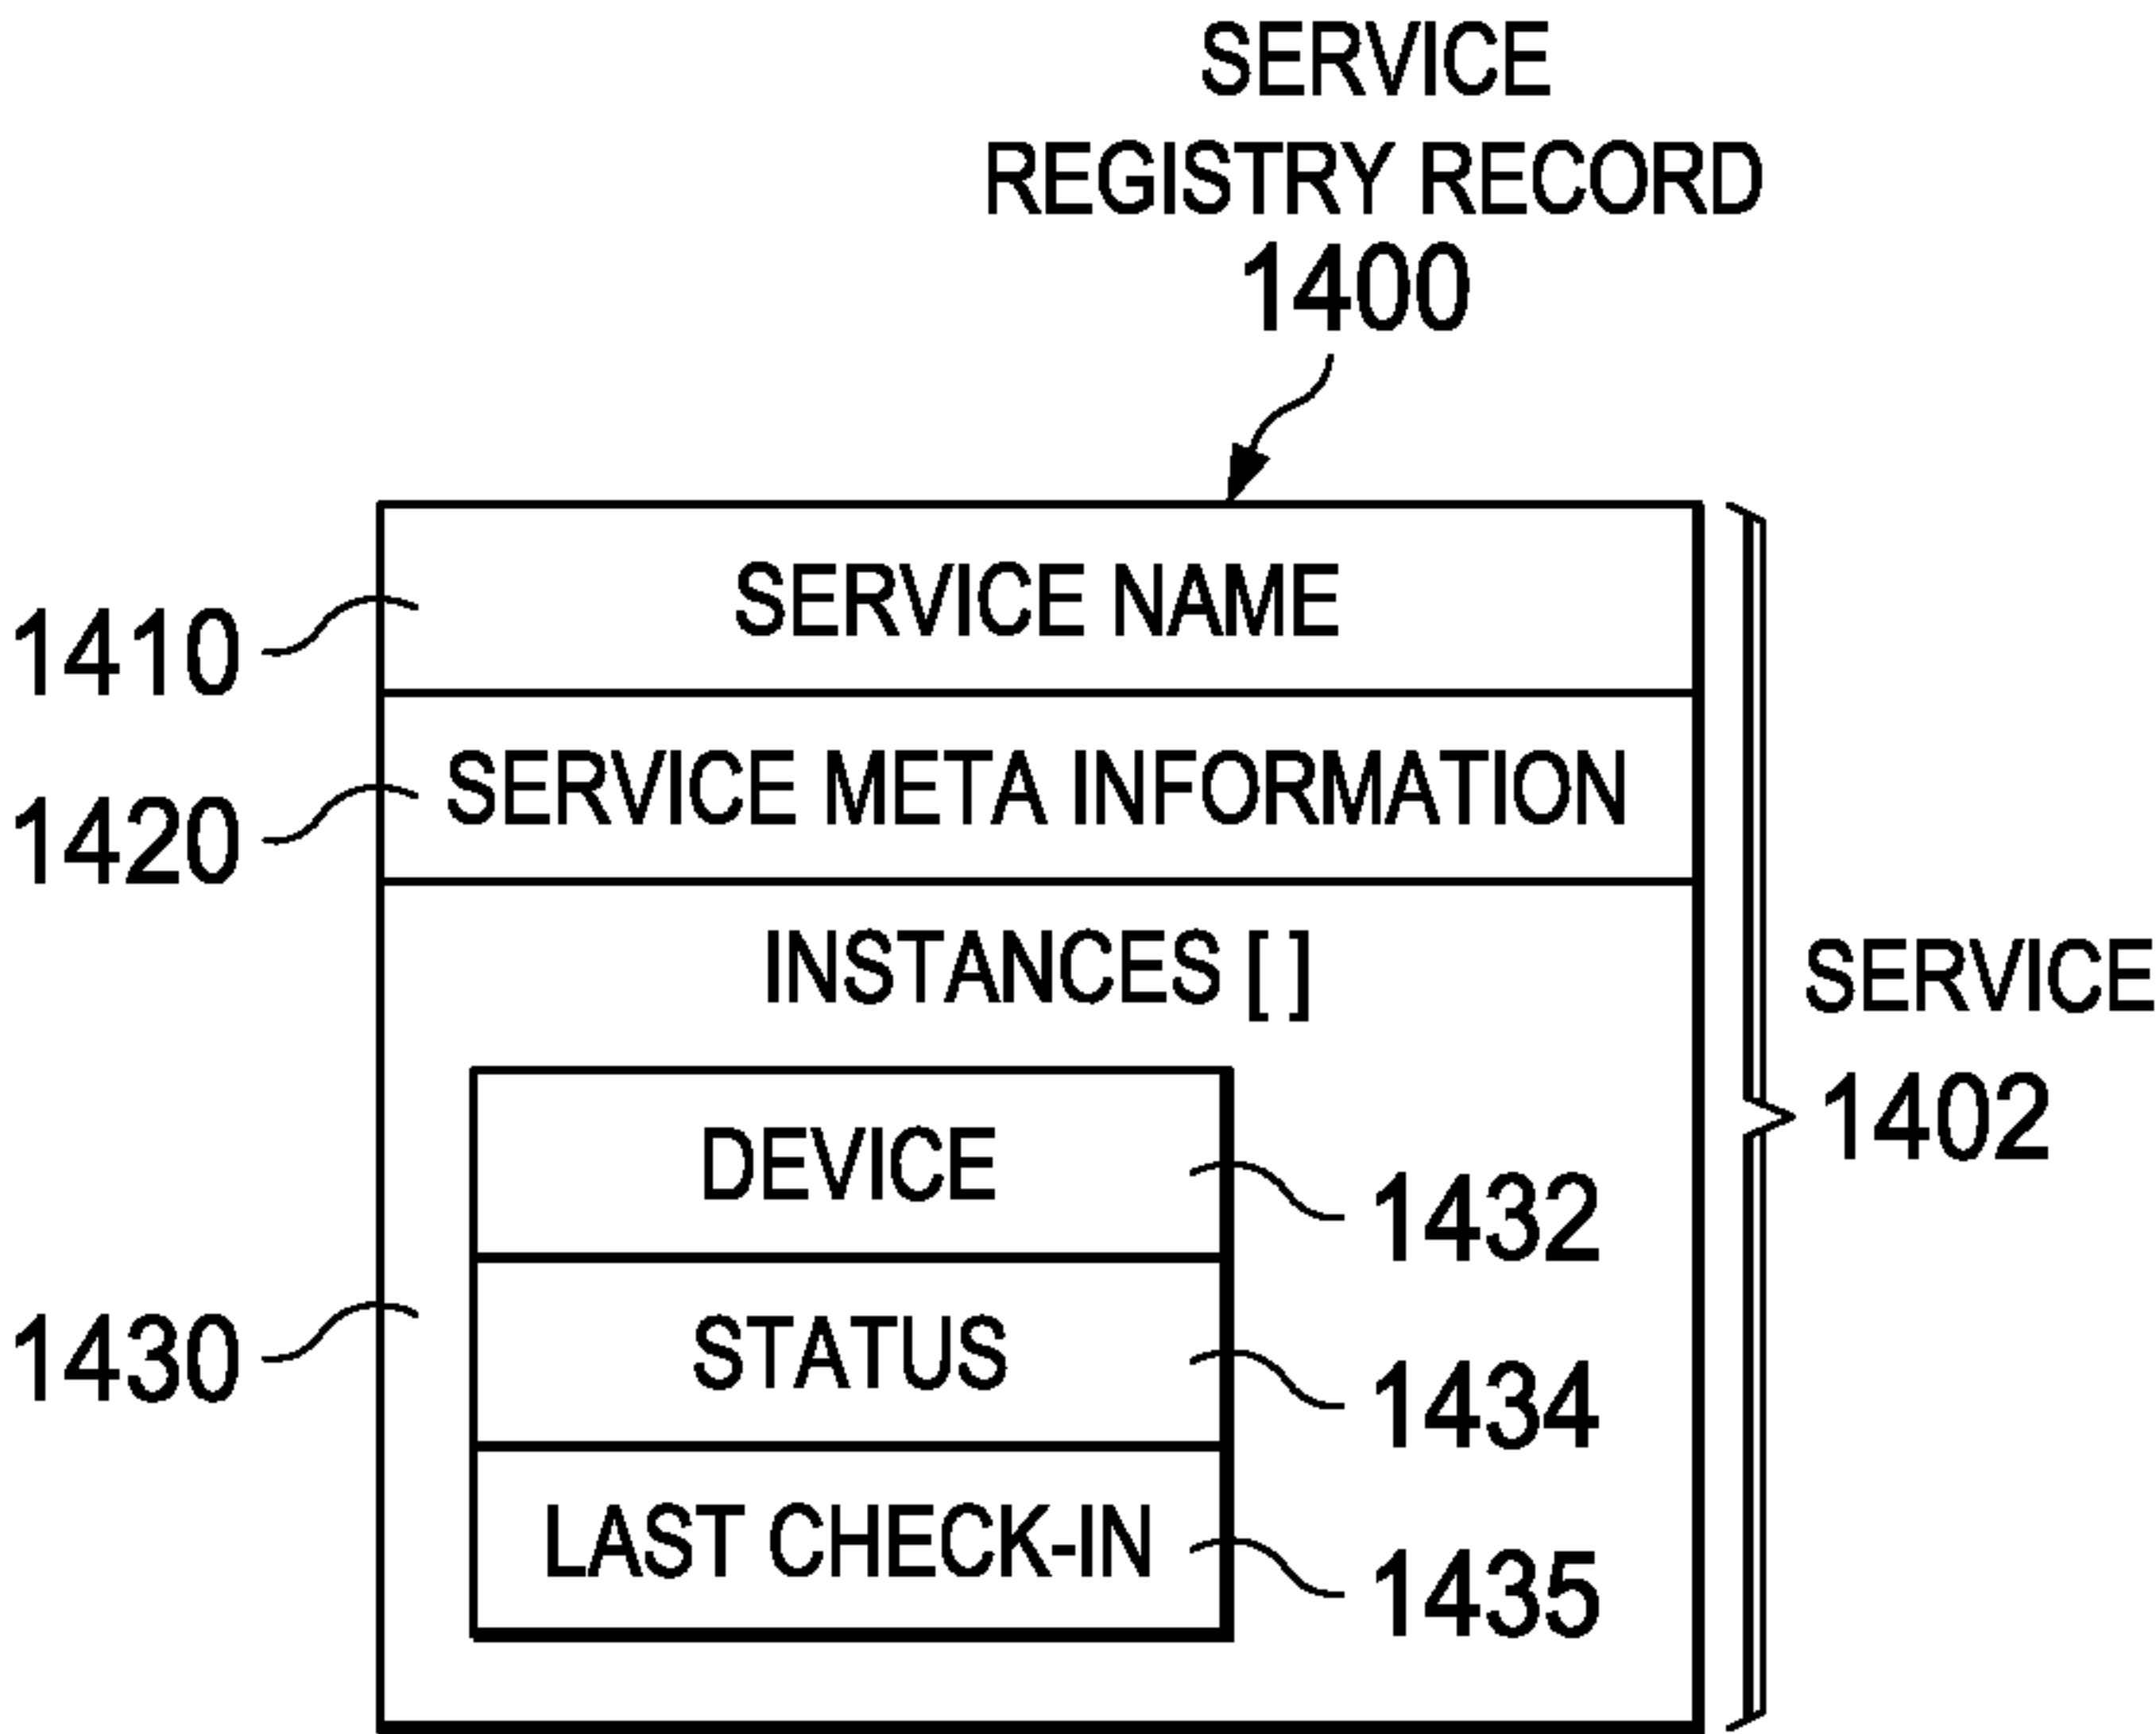 SERVICE
REGISTRY RECORD
1400
1410
SERVICE NAME
1420
SERVICE META INFORMATION
INSTANCES [ ]
SERVICE
1402
DEVICE
1432
1430
STATUS
1434
LAST CHECK-IN
1435